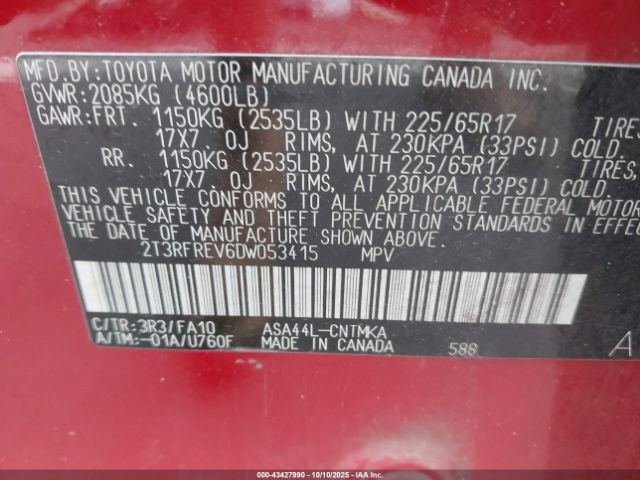 MFD.BY:TOYOTA MOTOR MANUFACTURING CANADA INC.
GVWR:2085KG (4600LB)
GAWR:FRT. 1150KG (2535LB) WITH 225/65R17 TIRES
17X7.0J RIMS, AT 230KPA (33PSI) COLD.
RR. 1150KG (2535LB) WITH 225/65R17 TIRES,
17X7.0J RIMS, AT 230KPA (33PSI) COLD.
THIS VEHICLE CONFORMS TO ALL APPLICABLE FEDERAL MOTOR
VEHICLE SAFETY AND THEFT PREVENTION STANDARDS IN EFFE
THE DATE OF MANUFACTURE SHOWN ABOVE.
2T3RFREV6DW053415 MPV
C/TR:3R3/FA10 ASA44L-CNTMKA
A/TM:-01A/U760F MADE IN CANADA 588 A
000-43427990 - 10/10/2025 - IAA Inc.